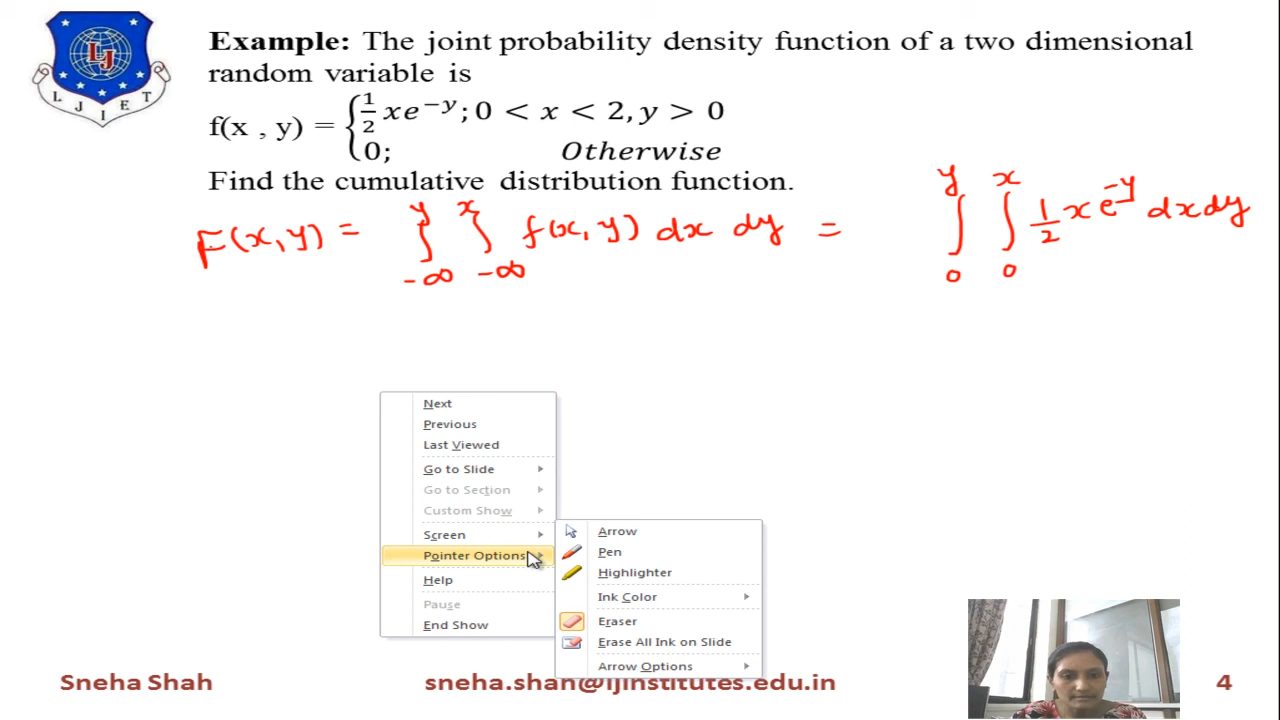 Example: The joint probability density function of a two dimensional
random variable is
f(x , y) = { 1/2 xe^{−y}; 0 < x < 2, y > 0
0; Otherwise
Find the cumulative distribution function.
F(x,y) = ∫_{-∞}^{y} ∫_{-∞}^{x} f(x,y) dx dy = ∫_{0}^{y} ∫_{0}^{x} 1/2 x e^{-y} dx dy
Next
Previous
Last Viewed
Go to Slide
Go to Section
Custom Show
Screen
Pointer Options
Help
Pause
End Show
Arrow
Pen
Highlighter
Ink Color
Eraser
Erase All Ink on Slide
Arrow Options
LJ
L J I E T
Sneha Shah
sneha.shah@ljinstitutes.edu.in
4